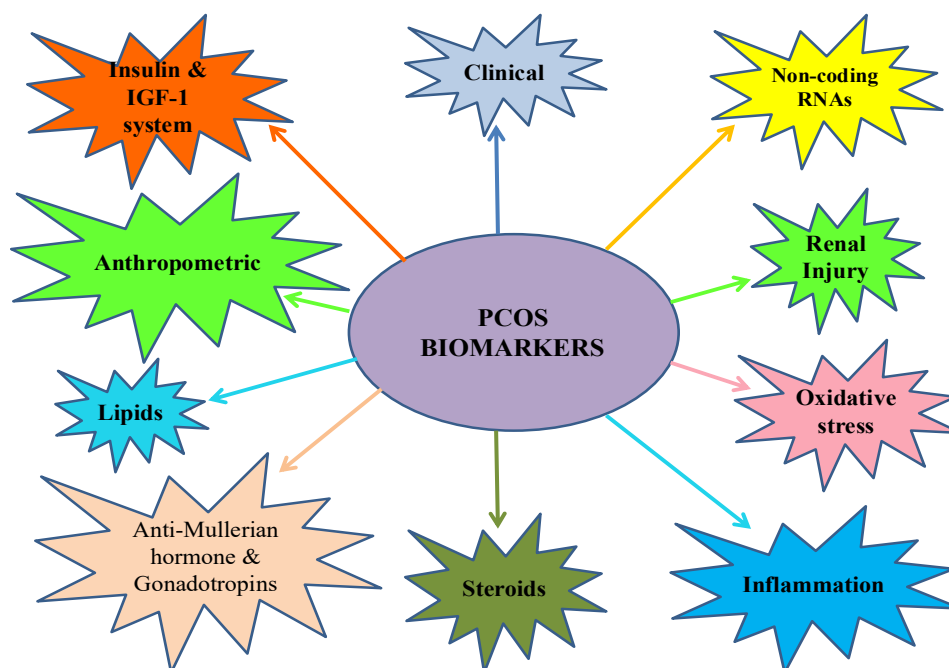 Insulin &
IGF-1
system
Clinical
Non-coding
RNAs
Anthropometric
Renal
Injury
PCOS
BIOMARKERS
Lipids
Oxidative
stress
Anti-Mullerian
hormone &
Gonadotropins
Steroids
Inflammation